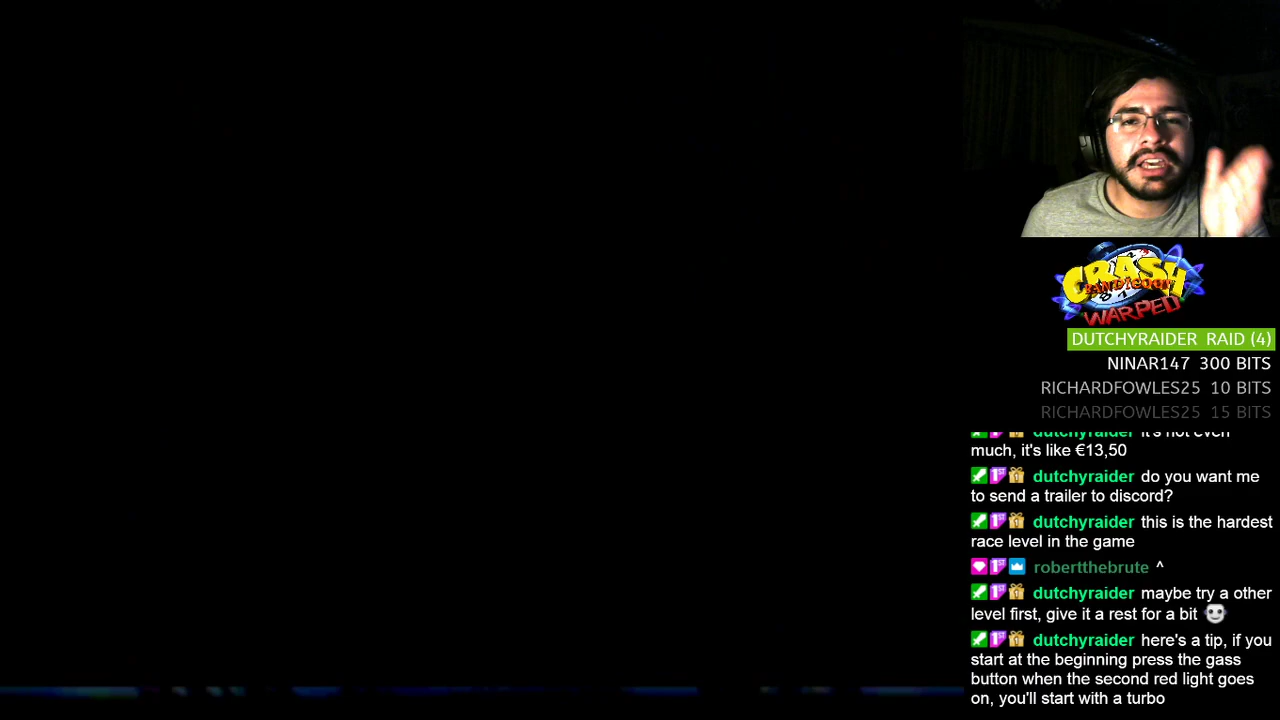 CRASH
BANDICOOT
WARPED
DUTCHYRAIDER RAID (4)
NINAR147 300 BITS
RICHARDFOWLES25 10 BITS
RICHARDFOWLES25 15 BITS
dutchyraider it's not even
much, it's like €13,50
dutchyraider do you want me
to send a trailer to discord?
dutchyraider this is the hardest
race level in the game
robertthebrute ^
dutchyraider maybe try a other
level first, give it a rest for a bit
dutchyraider here's a tip, if you
start at the beginning press the gass
button when the second red light goes
on, you'll start with a turbo